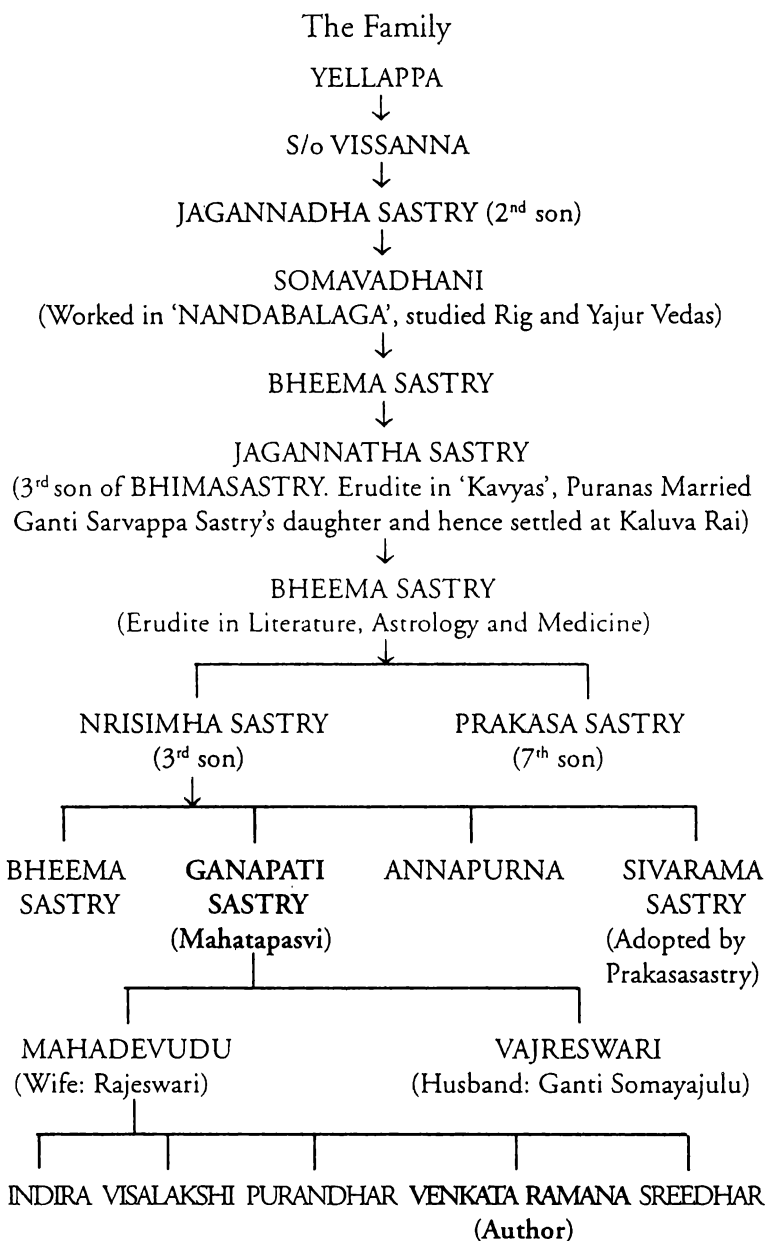 The Family
YELLAPPA
↓
S/o VISSANNA
↓
JAGANNADHA SASTRY (2nd son)
↓
SOMAVADHANI
(Worked in ‘NANDABALAGA’, studied Rig and Yajur Vedas)
↓
BHEEMA SASTRY
↓
JAGANNATHA SASTRY
(3rd son of BHIMASASTRY. Erudite in ‘Kavyas’, Puranas Married
Ganti Sarvappa Sastry’s daughter and hence settled at Kaluva Rai)
↓
BHEEMA SASTRY
(Erudite in Literature, Astrology and Medicine)
NRISIMHA SASTRY PRAKASA SASTRY
(3rd son) (7th son)
BHEEMA GANAPATI ANNAPURNA SIVARAMA
SASTRY SASTRY SASTRY
(Mahatapasvi) (Adopted by
Prakasasastry)
MAHADEVUDU VAJRESWARI
(Wife: Rajeswari) (Husband: Ganti Somayajulu)
INDIRA VISALAKSHI PURANDHAR VENKATA RAMANA SREEDHAR
(Author)